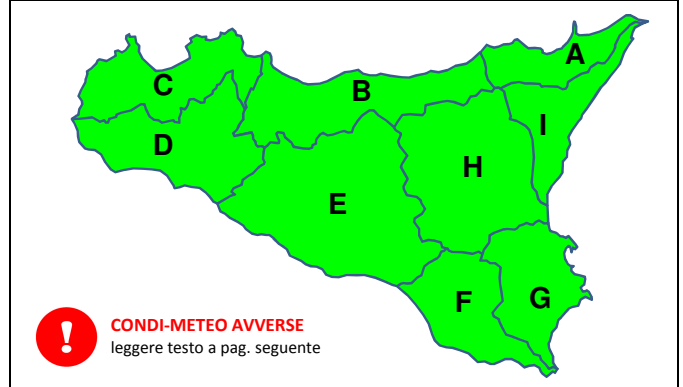 A
C
B
I
D
H
E
F
G
!
CONDI-METEO AVVERSE
leggere testo a pag. seguente